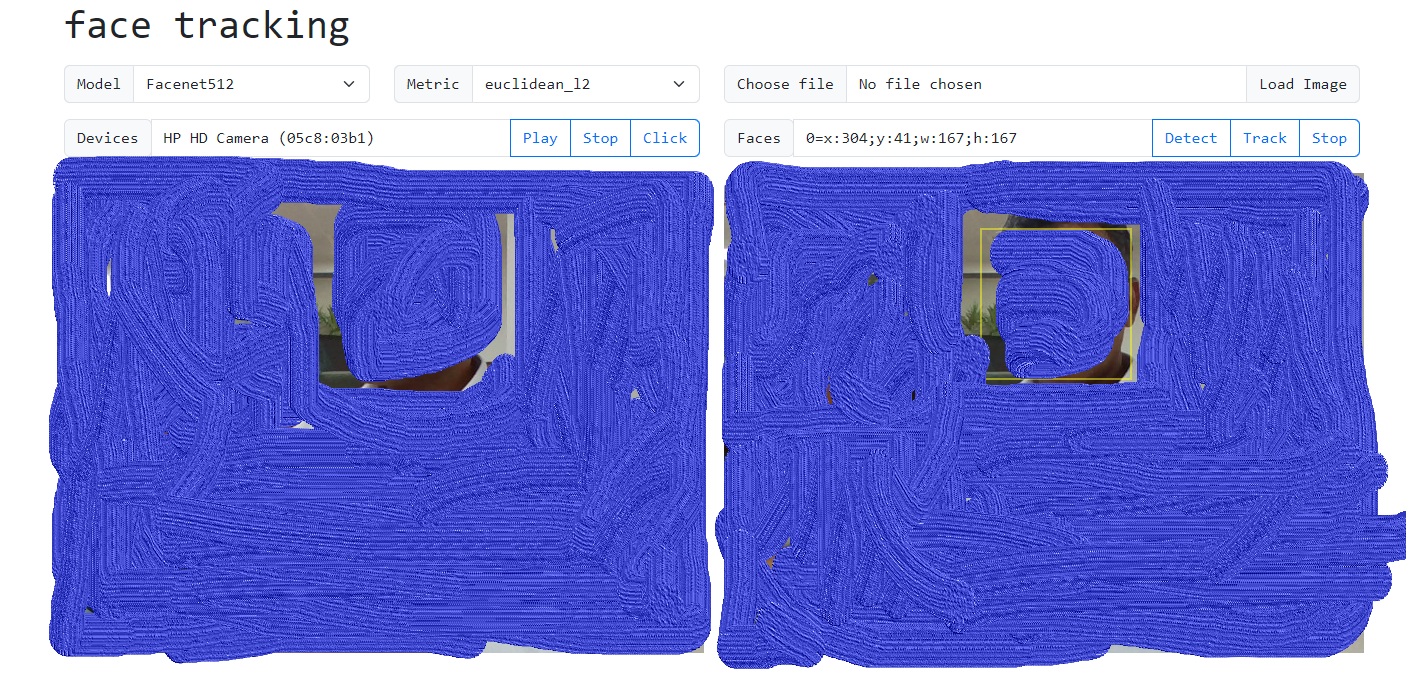 face tracking
Model Facenet512 Metric euclidean_l2 Choose file No file chosen Load Image
Devices HP HD Camera (05c8:03b1) Play Stop Click Faces 0=x:304;y:41;w:167;h:167 Detect Track Stop